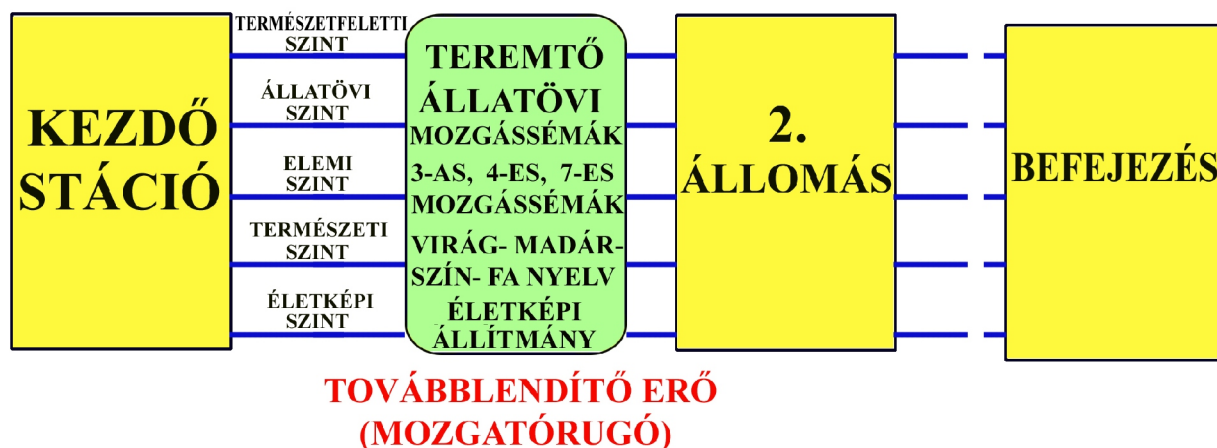 KEZDŐ
STÁCIÓ
TERMÉSZETFELETTI
SZINT
ÁLLATÖVI
SZINT
ELEMI
SZINT
TERMÉSZETI
SZINT
ÉLETKÉPI
SZINT
TEREMTŐ
ÁLLATÖVI
MOZGÁSSÉMÁK
3-AS, 4-ES, 7-ES
MOZGÁSSÉMÁK
VIRÁG- MADÁR-
SZÍN- FA NYELV
ÉLETKÉPI
ÁLLÍTMÁNY
2.
ÁLLOMÁS
BEFEJEZÉS
TOVÁBBLENDÍTŐ ERŐ
(MOZGATÓRUGÓ)